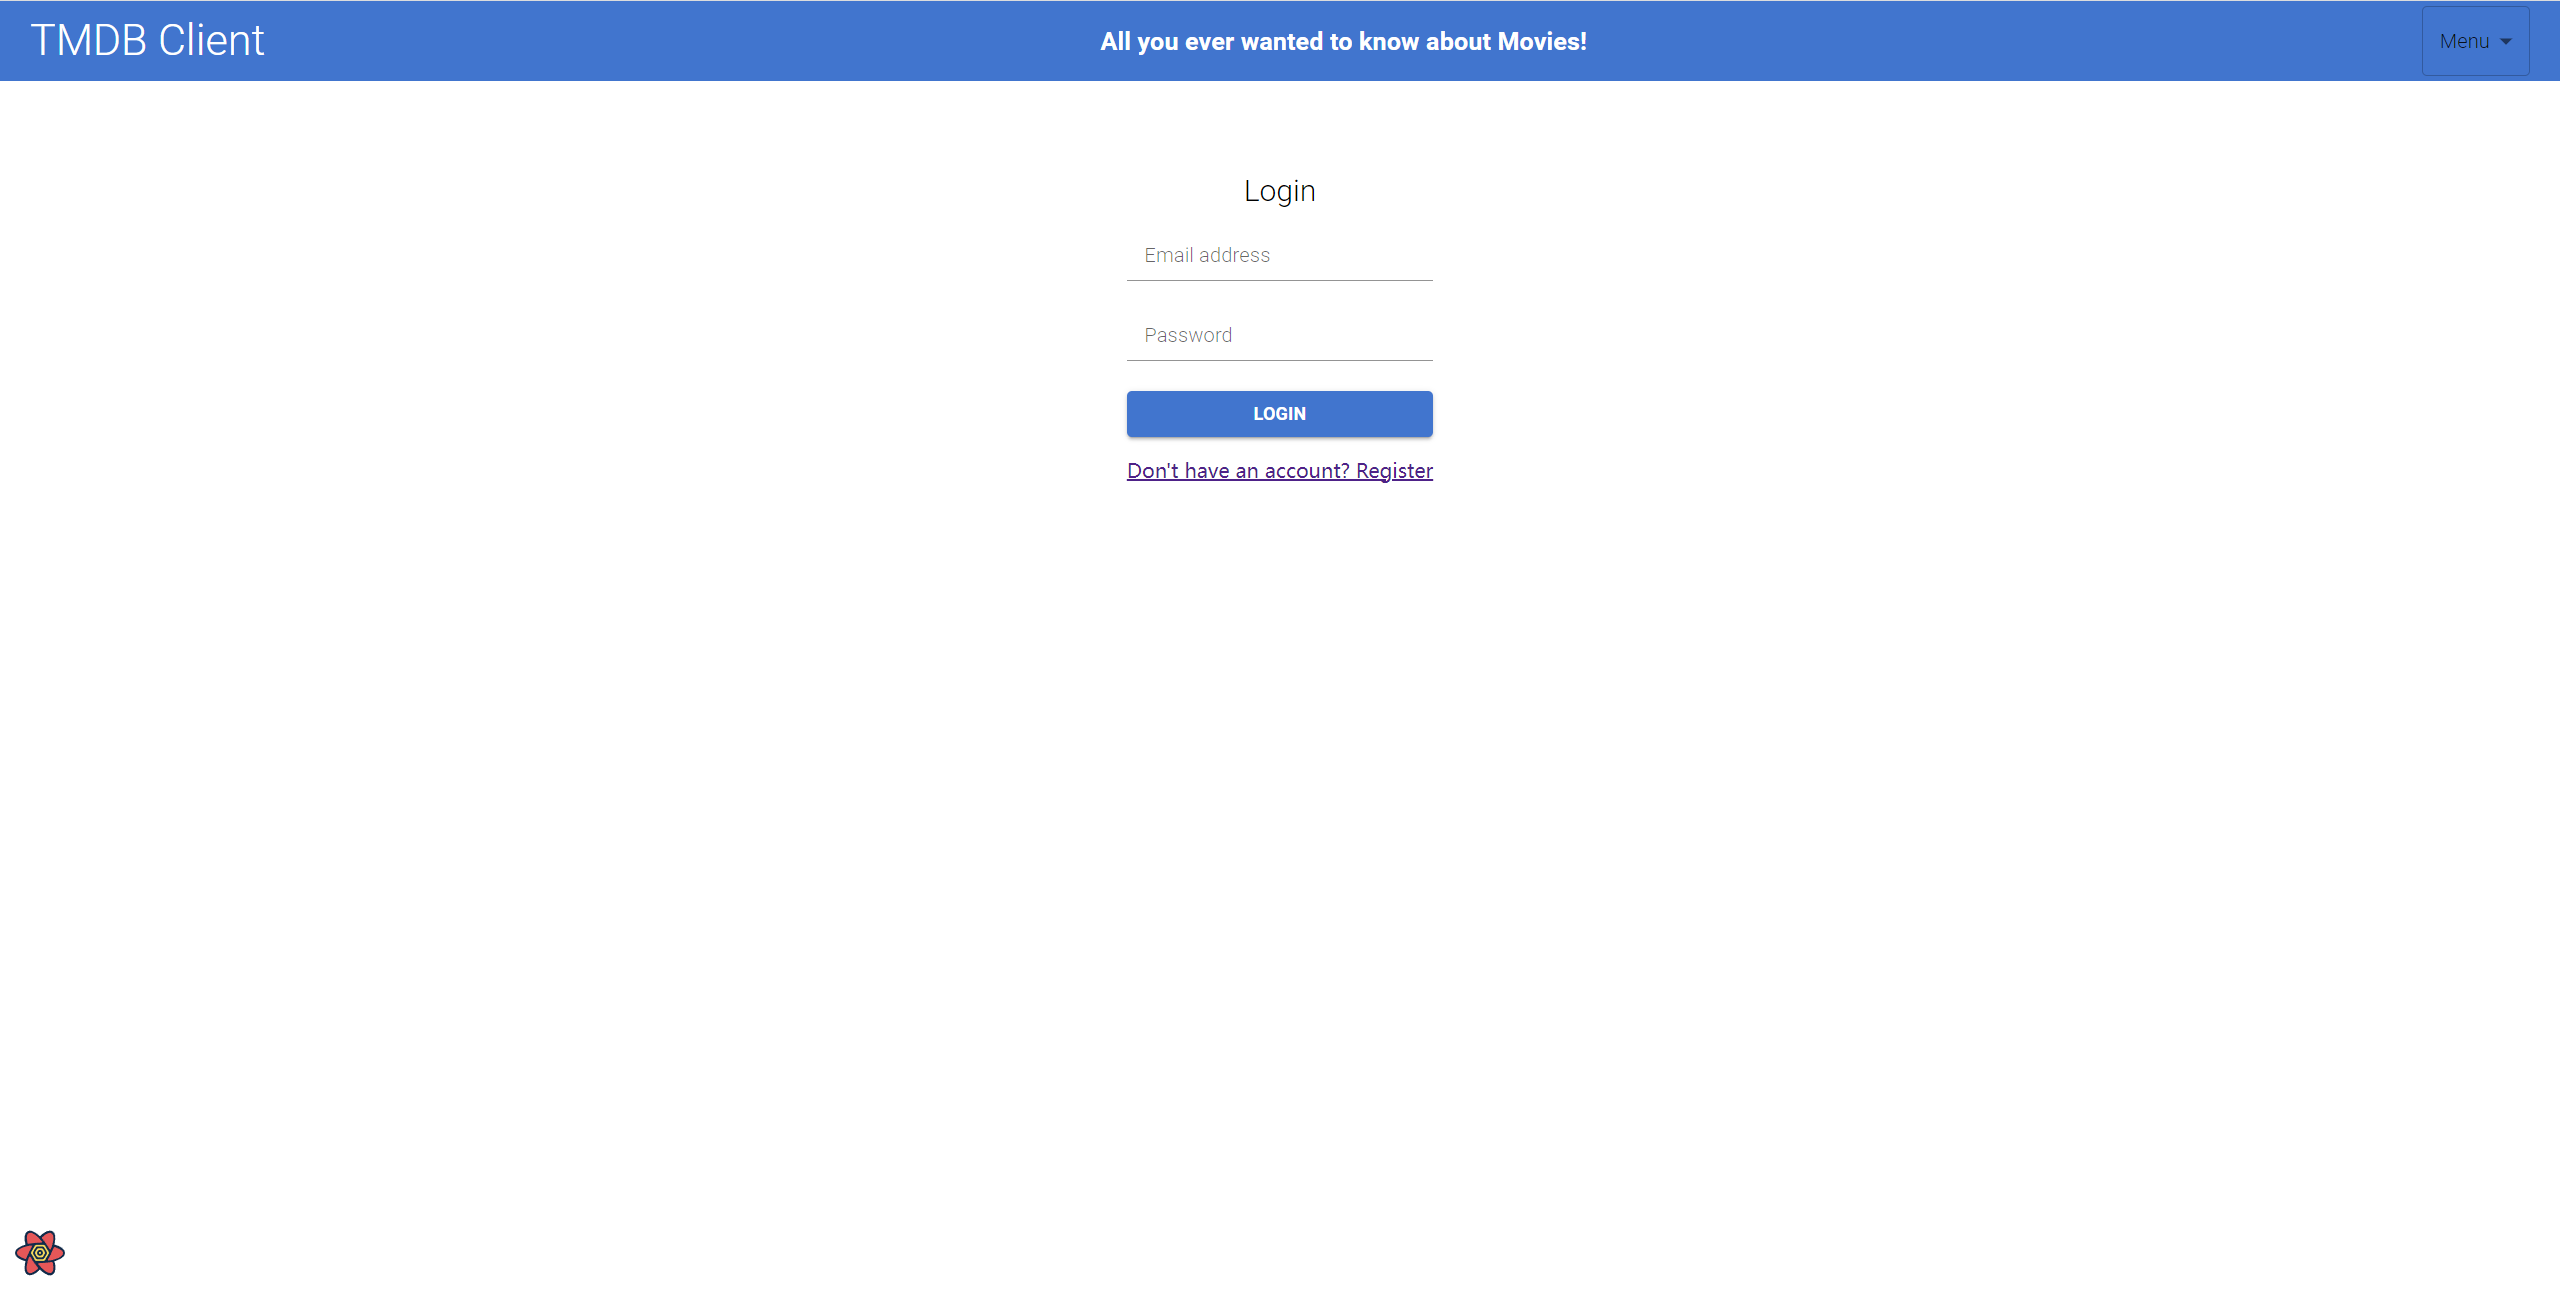 TMDB Client
All you ever wanted to know about Movies!
Menu
Login
Email address
Password
LOGIN
Don't have an account? Register